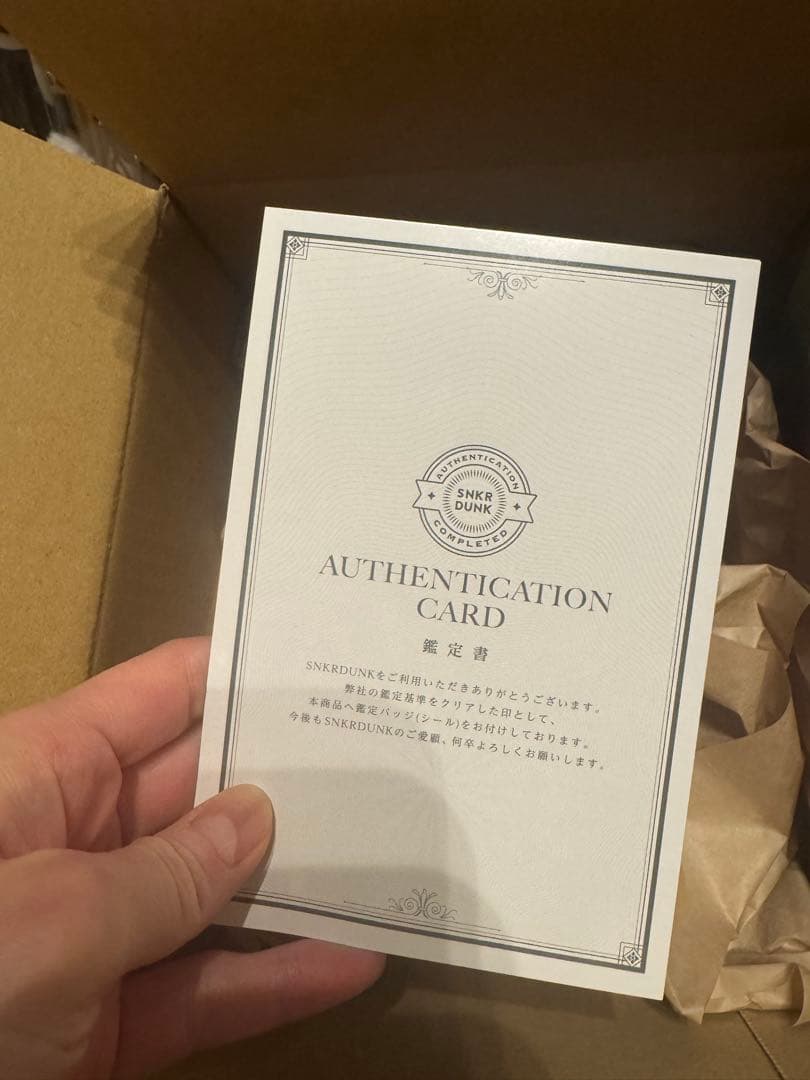 AUTHENTICATION
SNKR
DUNK
COMPLETED
AUTHENTICATION
CARD
鑑定書
SNKRDUNKをご利用いただきありがとうございます。
弊社の鑑定基準をクリアした印として、
本商品へ鑑定バッジ(シール)をお付けしております。
今後もSNKRDUNKのご愛顧、何卒よろしくお願いします。